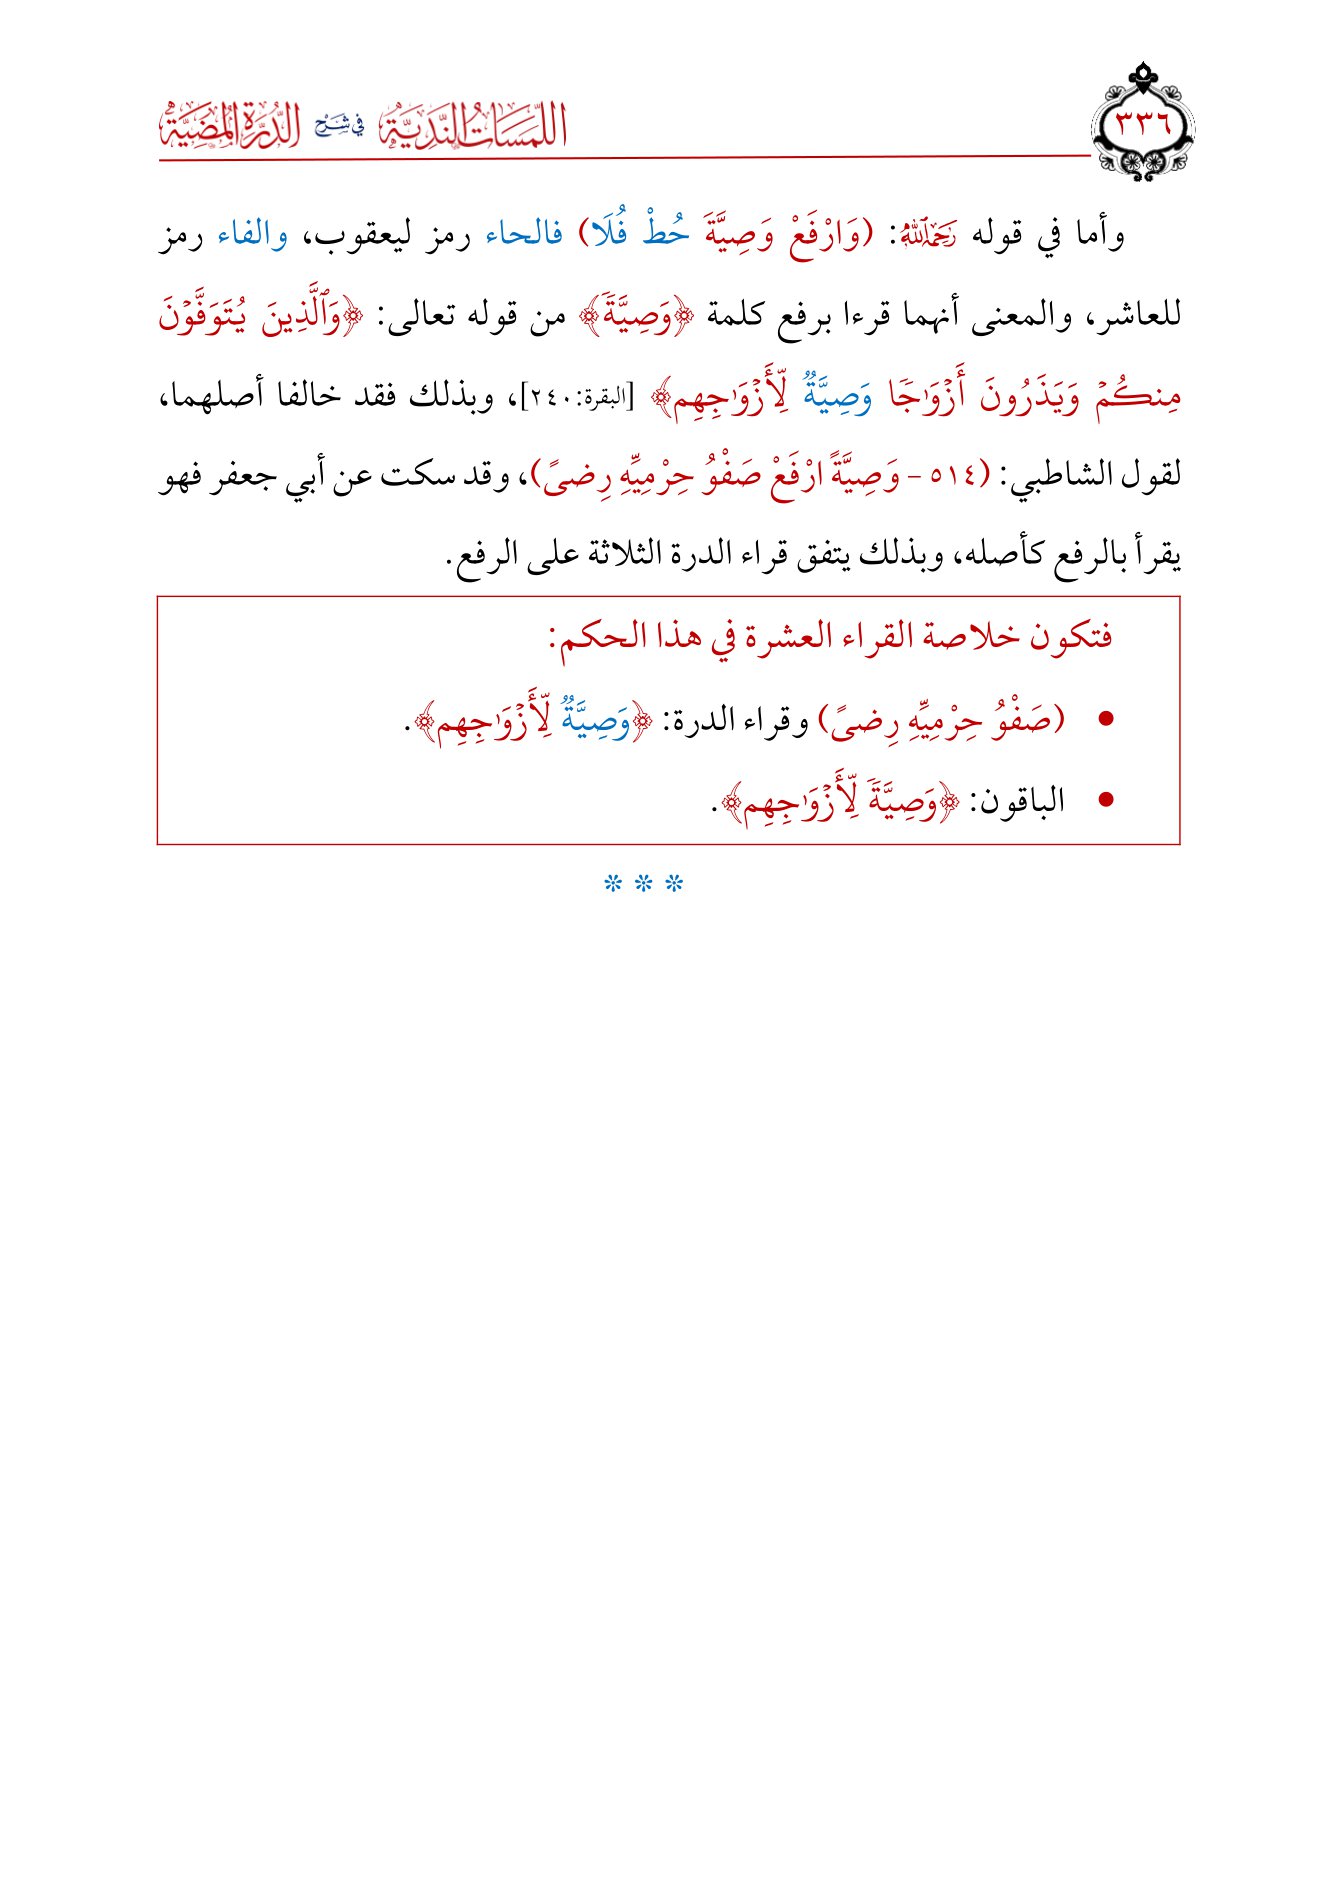 ٣٣٦
اللمسات الندية في شرح الدرة المضية
وأما في قوله رَحِمَهُ ٱللَّهُ: (وَارْفَعْ وَصِيَّةَ حُطْ فُلَا) فالحاء رمز ليعقوب، والفاء رمز
للعاشر، والمعنى أنهما قرءا برفع كلمة ﴿وَصِيَّةٗ﴾ من قوله تعالى: ﴿وَٱلَّذِينَ يُتَوَفَّوۡنَ
مِنكُمۡ وَيَذَرُونَ أَزۡوَٰجٗا وَصِيَّةٞ لِّأَزۡوَٰجِهِم﴾ [البقرة:٢٤٠]، وبذلك فقد خالفا أصلهما،
لقول الشاطبي: (٥١٤ - وَصِيَّةً ارْفَعْ صَفْوُ حِرْمِيِّهِ رِضىً)، وقد سكت عن أبي جعفر فهو
يقرأ بالرفع كأصله، وبذلك يتفق قراء الدرة الثلاثة على الرفع.
فتكون خلاصة القراء العشرة في هذا الحكم:
• (صَفْوُ حِرْمِيِّهِ رِضىً) وقراء الدرة: ﴿وَصِيَّةٞ لِّأَزۡوَٰجِهِم﴾.
• الباقون: ﴿وَصِيَّةٗ لِّأَزۡوَٰجِهِم﴾.
* * *